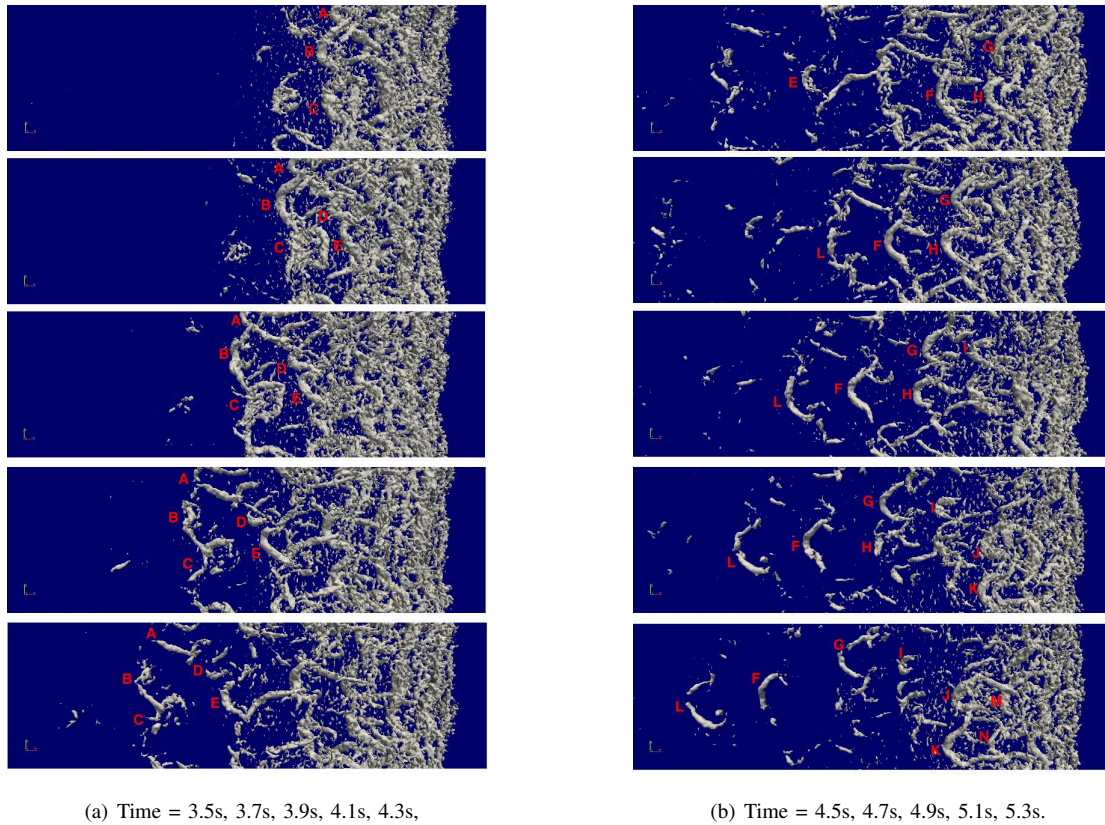 A
B
C
A
B
D
C
E
A
B
D
C
E
A
B
D
C
E
A
D
B
E
C
(a) Time = 3.5s, 3.7s, 3.9s, 4.1s, 4.3s,
G
E
F
H
G
F
H
L
G
I
F
H
L
G
I
F
H
J
L
K
G
I
F
J
M
L
N
K
(b) Time = 4.5s, 4.7s, 4.9s, 5.1s, 5.3s.